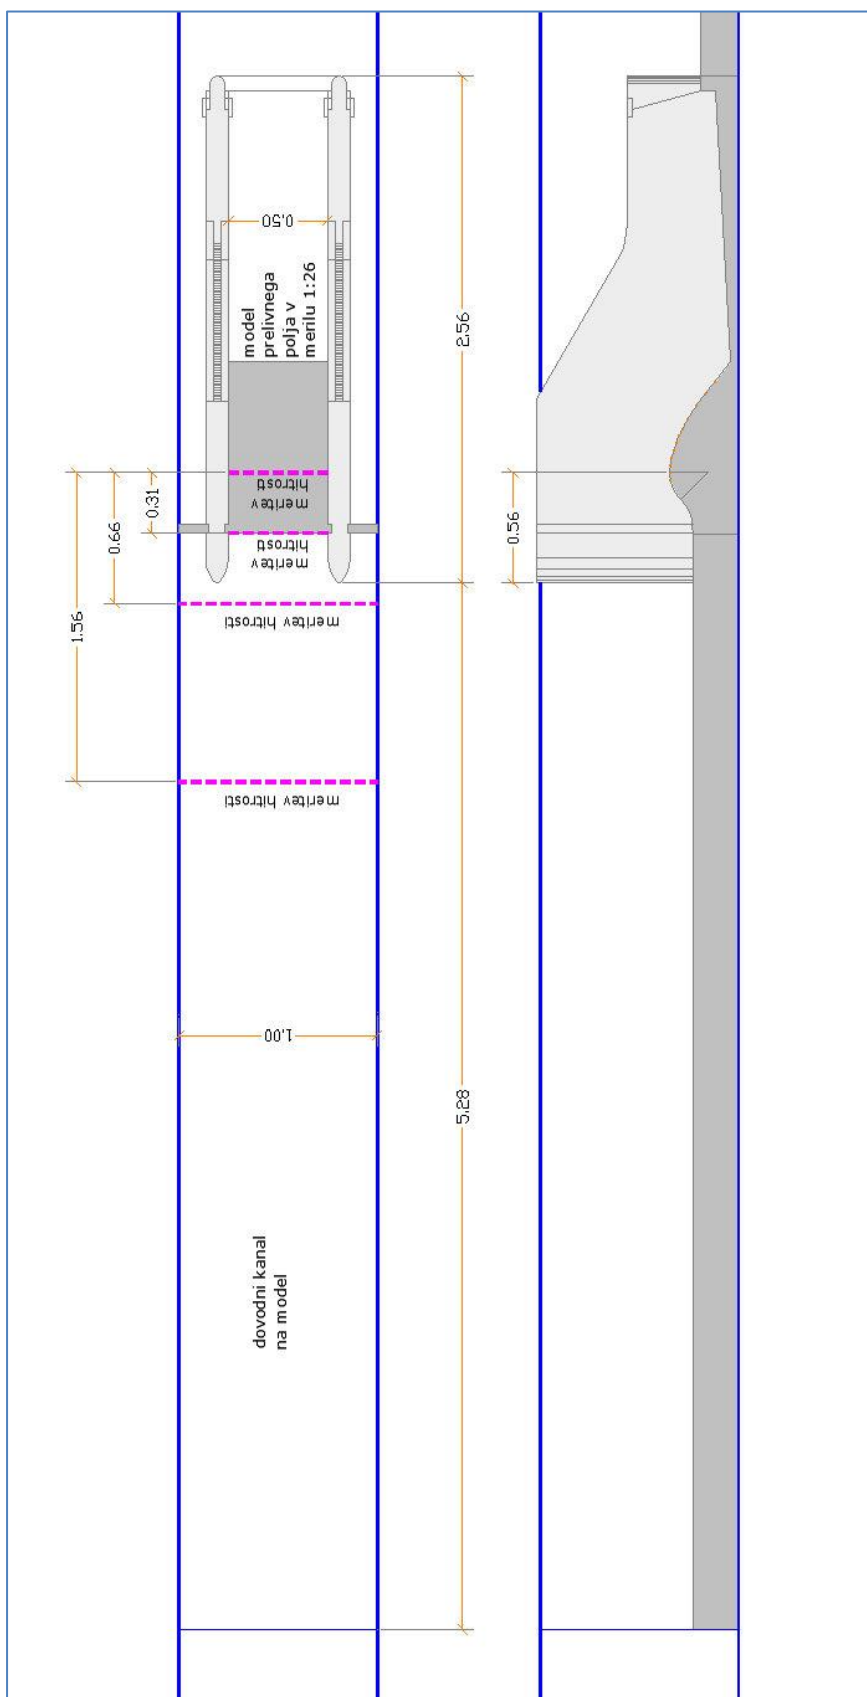 0.50
model
prelivnega
polja v
merilu 1:26
2.56
meritev
hitrosti
0.31
0.66
0.56
meritev
hitrosti
1.56
meritev hitrosti
meritev hitrosti
1.00
5.28
dovodni kanal
na model